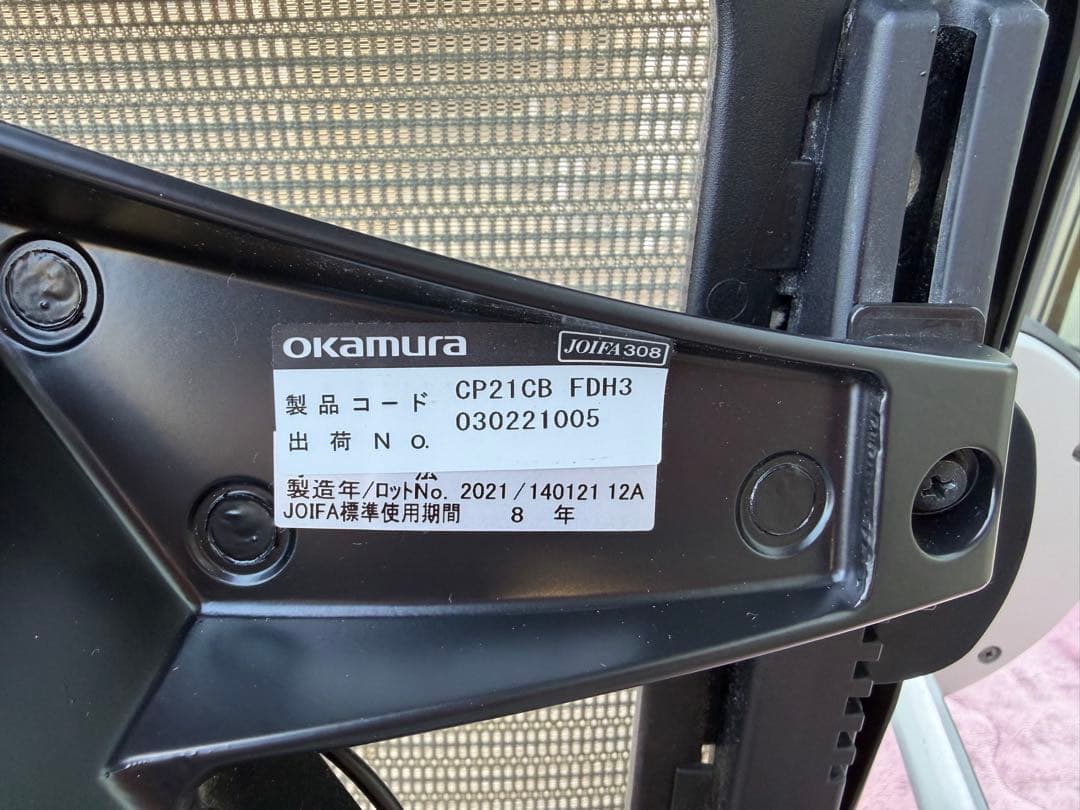 okamura JOIFA308
製品コード CP21CB FDH3
出荷No. 030221005
法
製造年/ロットNo. 2021/140121 12A
JOIFA標準使用期間 8 年